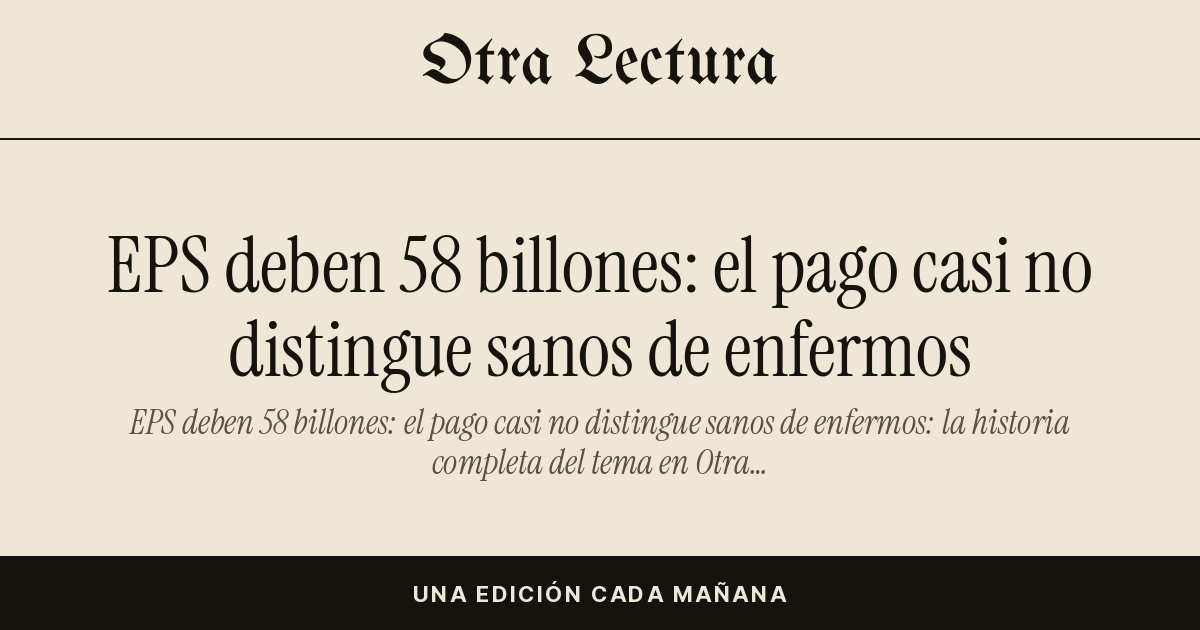 Otra Lectura
EPS deben 58 billones: el pago casi no
distingue sanos de enfermos
EPS deben 58 billones: el pago casi no distingue sanos de enfermos: la historia
completa del tema en Otra...
UNA EDICIÓN CADA MAÑANA